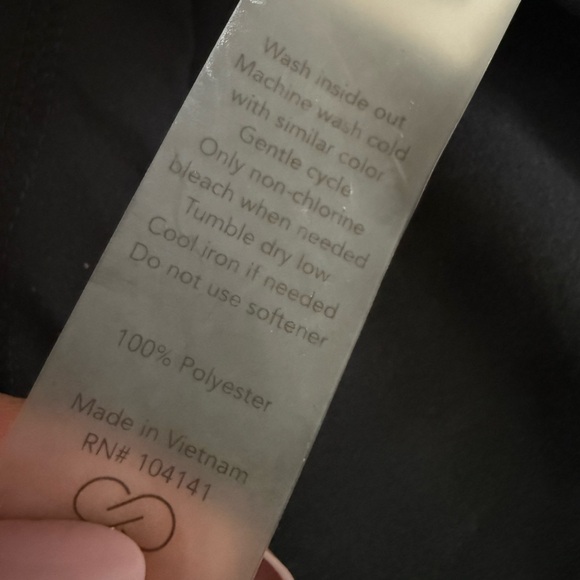 Wash inside out
Machine wash cold
with similar color
Gentle cycle
Only non-chlorine
bleach when needed
Tumble dry low
Cool iron if needed
Do not use softener
100% Polyester
Made in Vietnam
RN# 104141